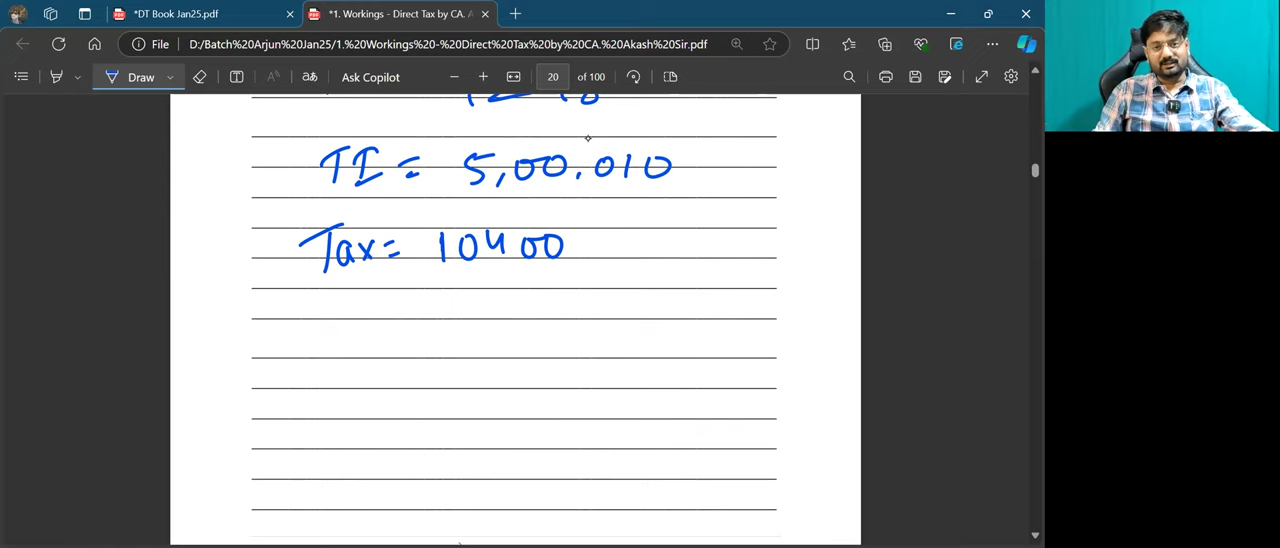 *DT Book Jan25.pdf
*1. Workings - Direct Tax by CA. A
File
D:/Batch%20Arjun%20Jan25/1.%20Workings%20-%20Direct%20Tax%20by%20CA.%20Akash%20Sir.pdf
Draw
Ask Copilot
20 of 100
TI = 5,00.010
Tax = 10400